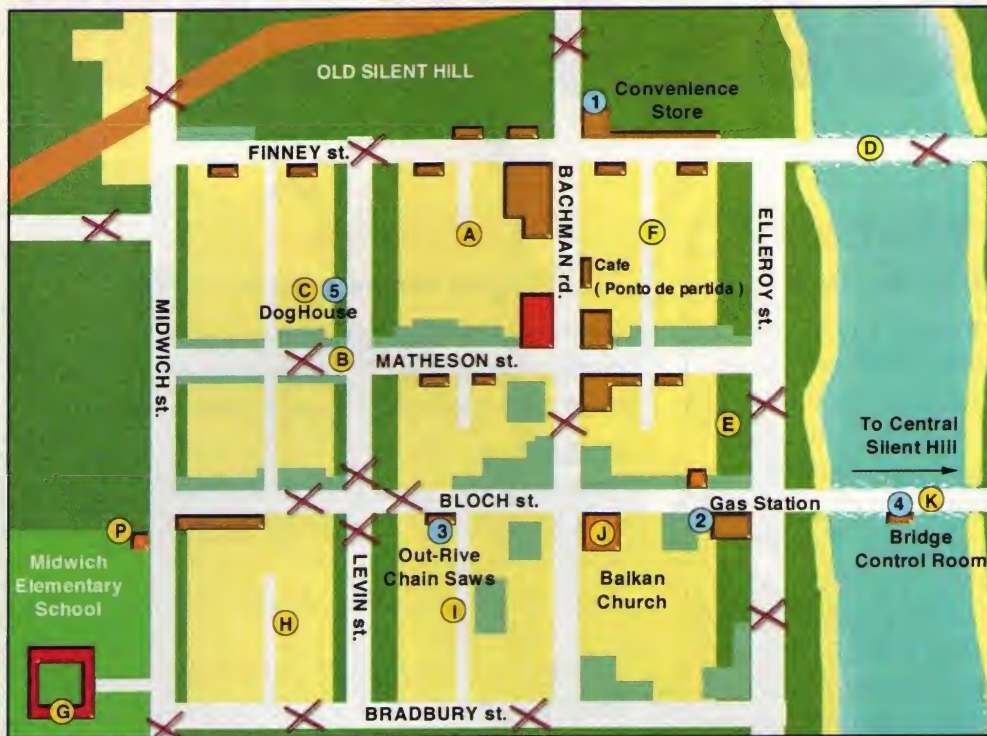 OLD SILENT HILL
1
Convenience
Store
FINNEY st.
D
A
BACHMAN rd.
F
ELLEROY st.
Cafe
( Ponto de partida )
MIDWICH st.
C
5
DogHouse
B
MATHESON st.
E
To Central
Silent Hill
BLOCH st.
Gas Station
4
K
Bridge
Control Room
P
3
Out-Rive
Chain Saws
J
2
Balkan
Church
Midwich
Elementary
School
LEVIN st.
H
I
G
BRADBURY st.